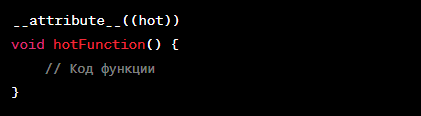 __attribute__((hot))
void hotFunction() {
    // Код функции
}